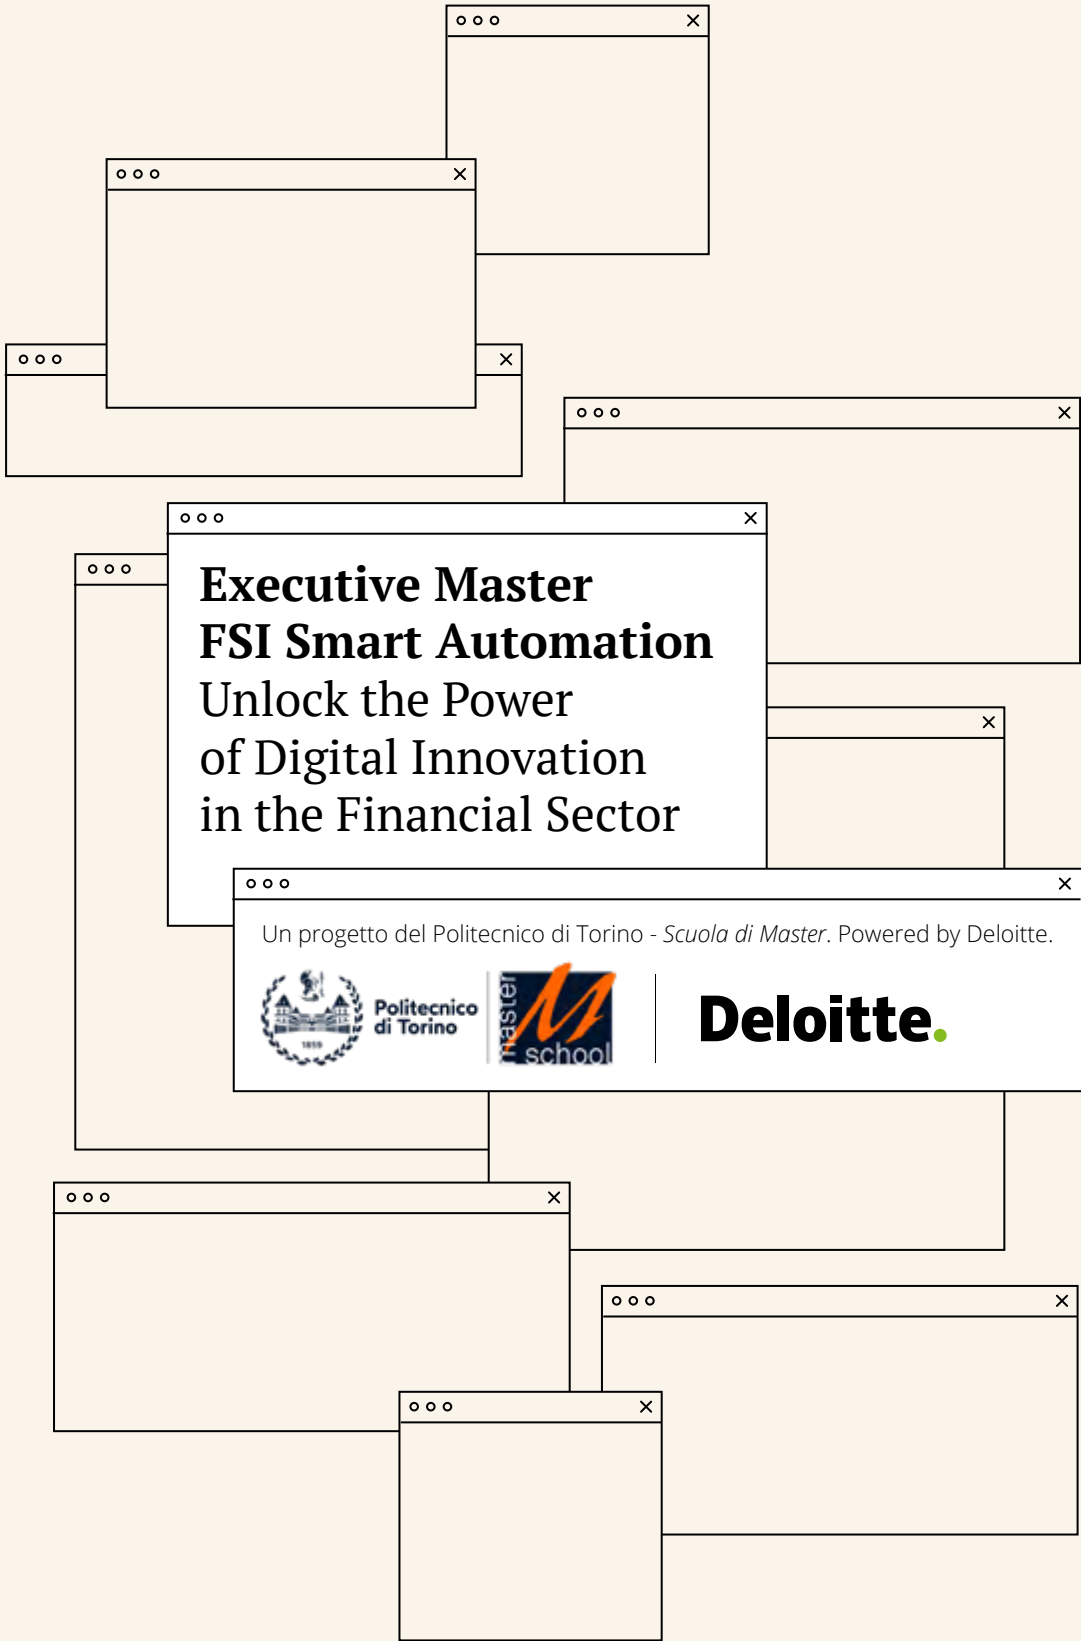 Executive Master
FSI Smart Automation
Unlock the Power
of Digital Innovation
in the Financial Sector
Un progetto del Politecnico di Torino - Scuola di Master. Powered by Deloitte.
Politecnico
di Torino
1859
master
school
Deloitte.